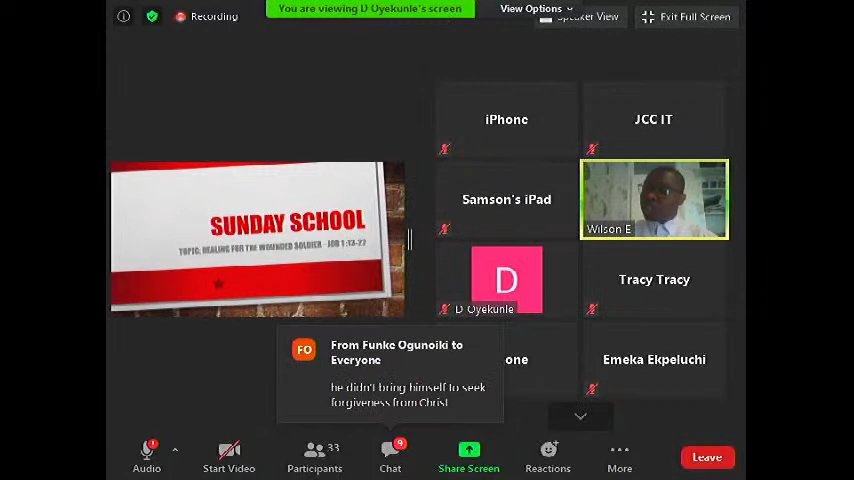 Recording
You are viewing D Oyekunle's screen
View Options
Speaker View
Exit Full Screen
iPhone
JCC IT
SUNDAY SCHOOL
TOPIC: HEALING FOR THE WOUNDED SOLDIER - JOB 1:13-22
Samson's iPad
Wilson E
D
D Oyekunle
Tracy Tracy
FO
From Funke Ogunoiki to
Everyone
he didn't bring himself to seek
forgiveness from Christ
one
Emeka Ekpeluchi
Audio
Start Video
33
Participants
9
Chat
Share Screen
Reactions
More
Leave